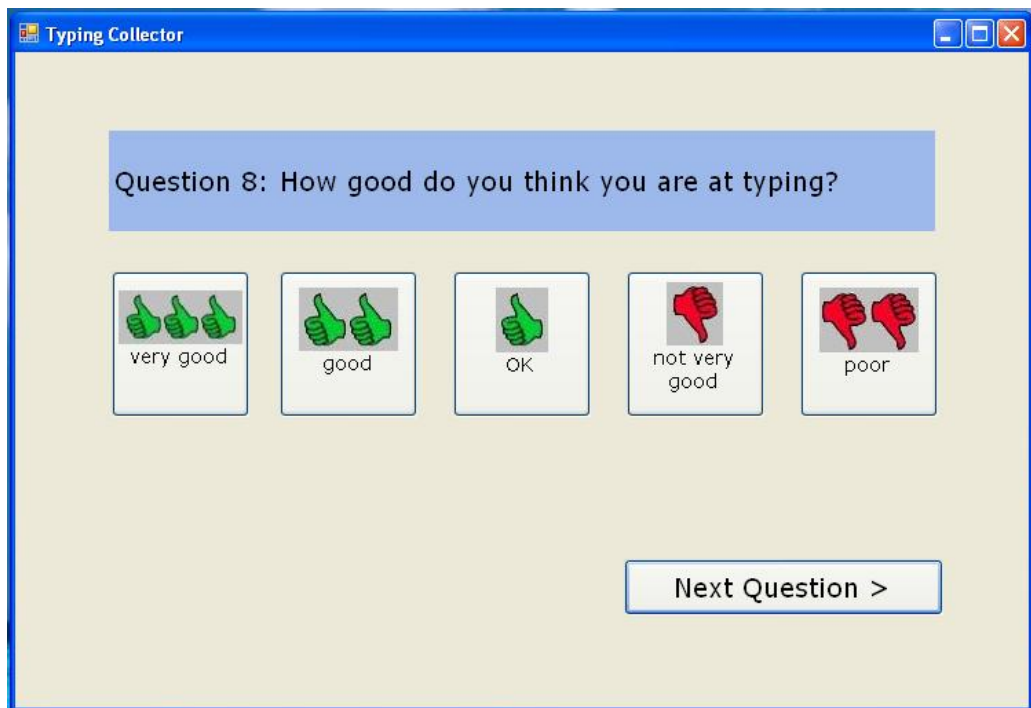 Typing Collector
Question 8: How good do you think you are at typing?
very good
good
OK
not very
good
poor
Next Question >